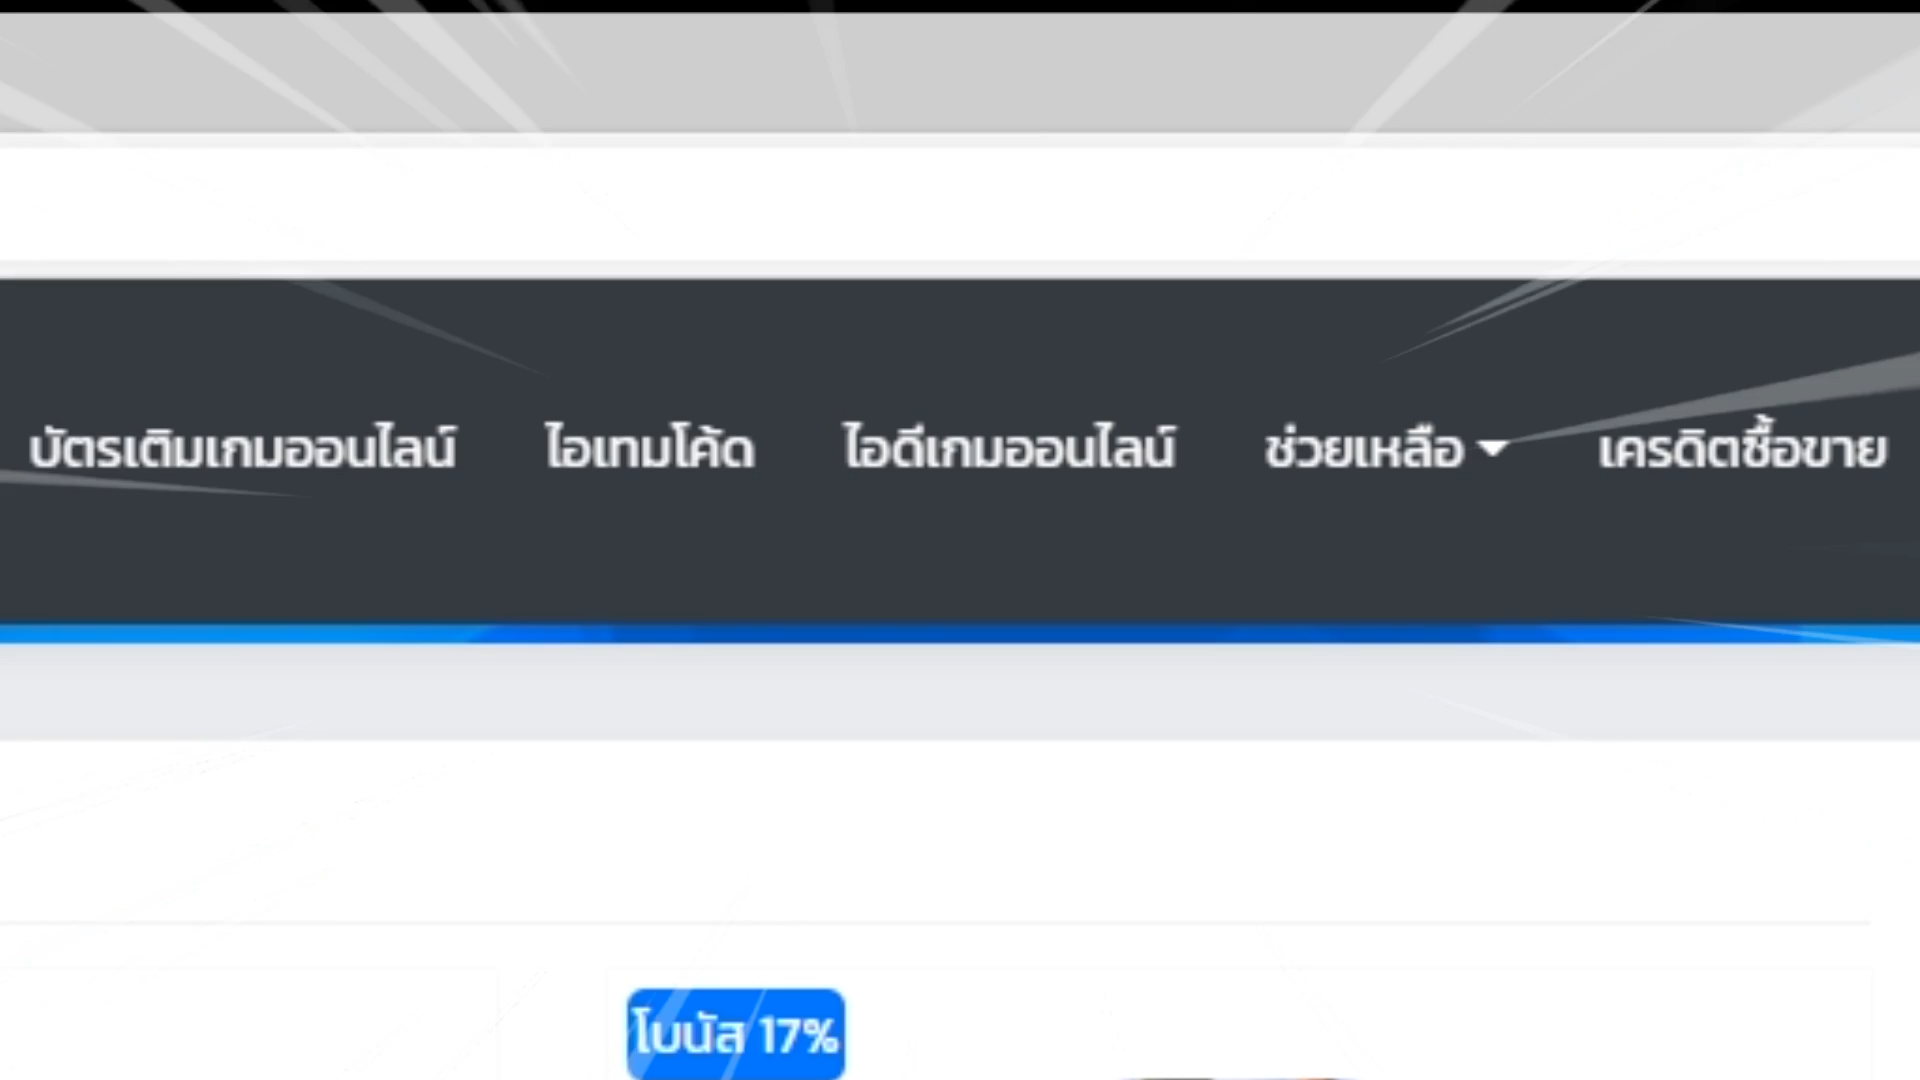 บัตรเติมเกมออนไลน์ ไอเทมโค้ด ไอดีเกมออนไลน์ ช่วยเหลือ เครดิตซื้อขาย
โบนัส 17%